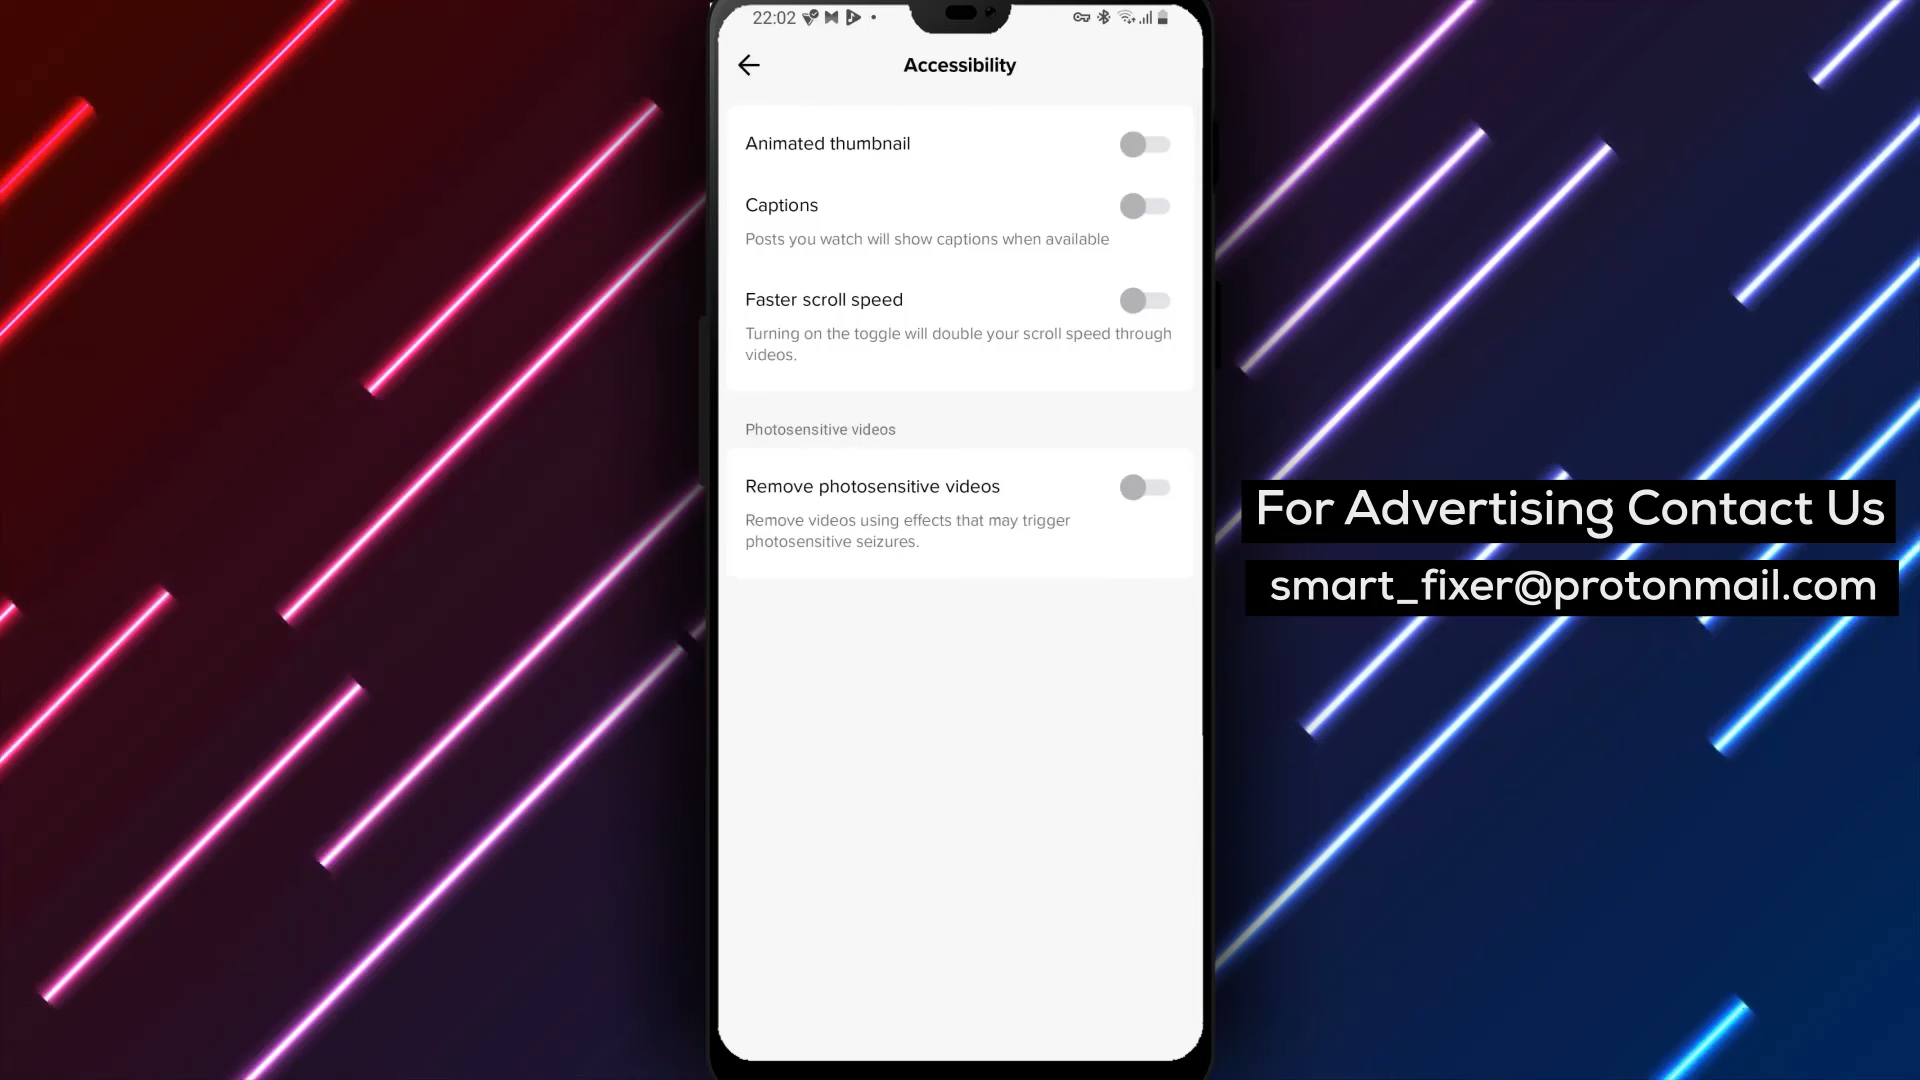 22:02
Accessibility
Animated thumbnail
Captions
Posts you watch will show captions when available
Faster scroll speed
Turning on the toggle will double your scroll speed through
videos.
Photosensitive videos
Remove photosensitive videos
Remove videos using effects that may trigger
photosensitive seizures.
For Advertising Contact Us
smart_fixer@protonmail.com